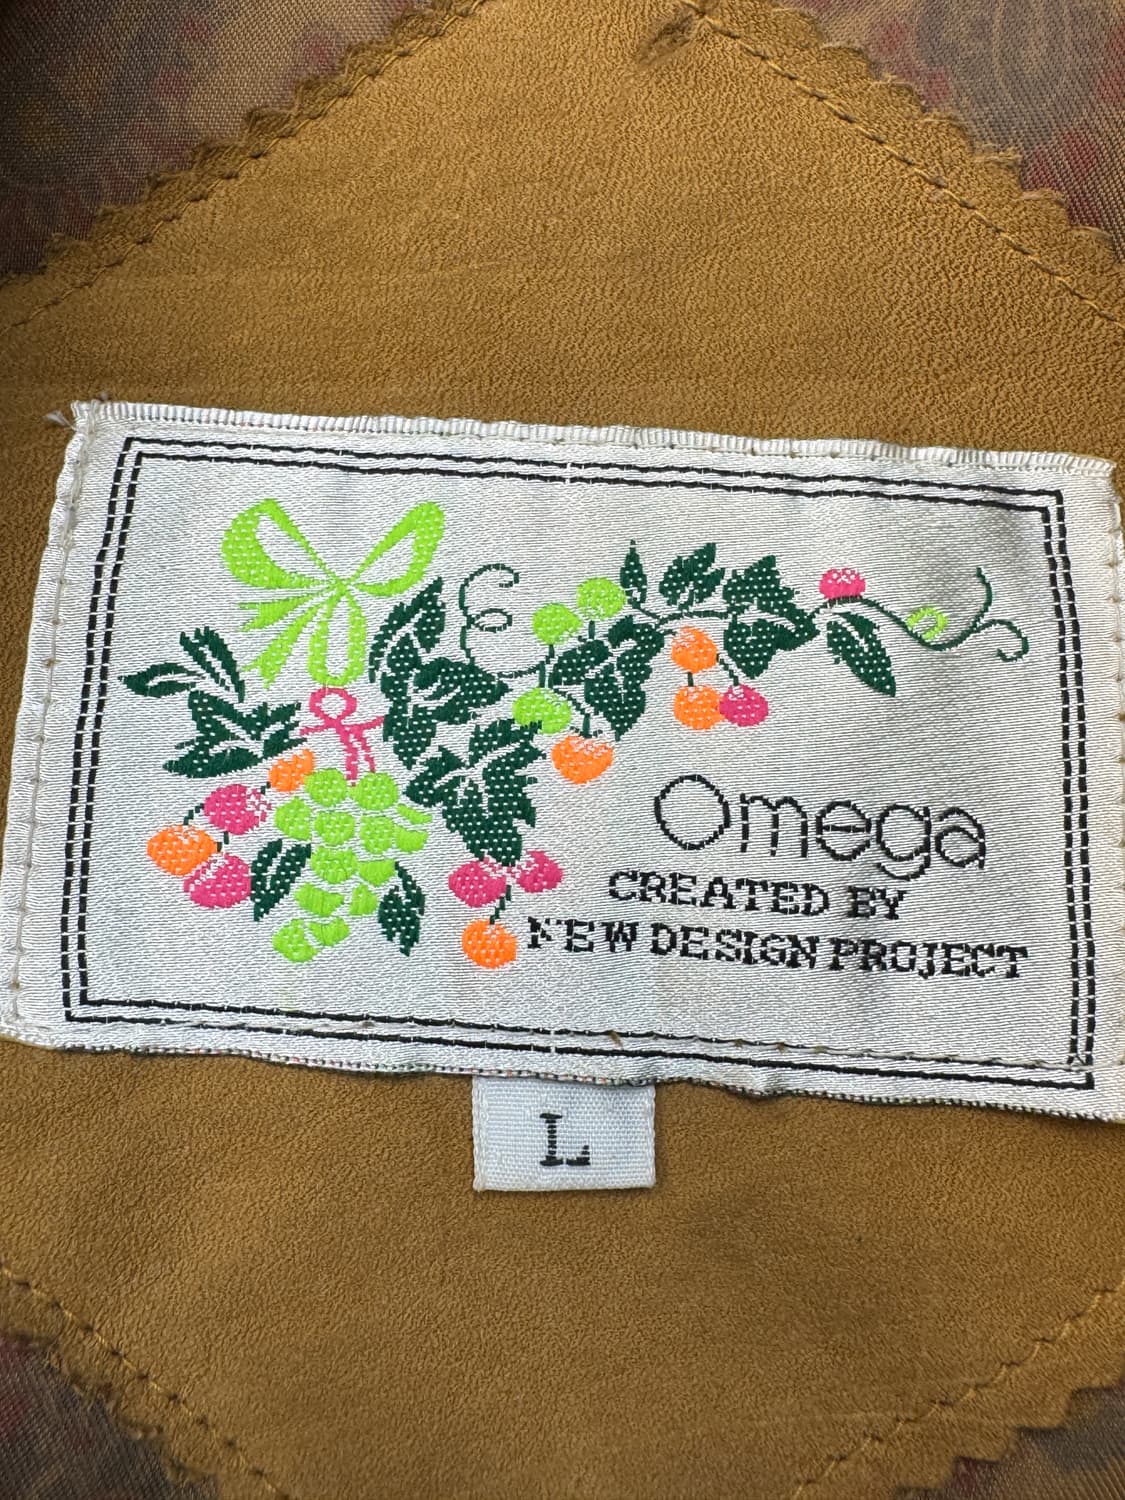 Omega
CREATED BY
NEW DESIGN PROJECT
L